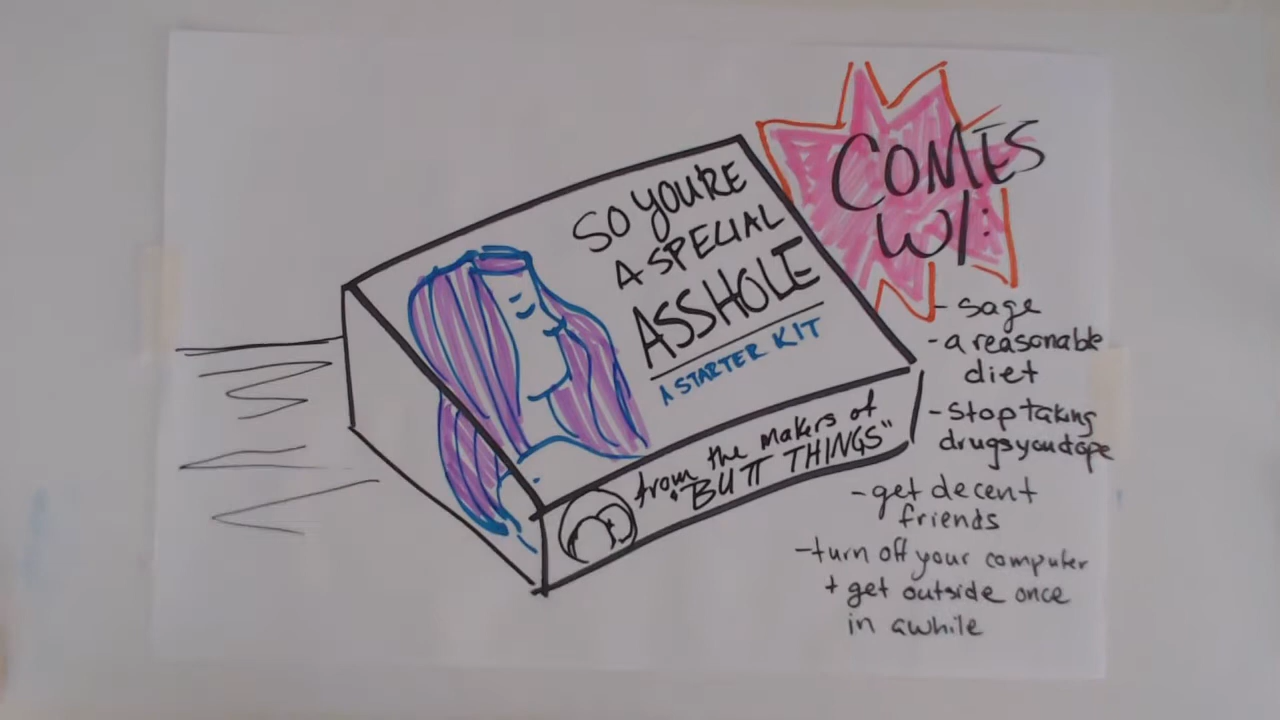 SO YOU'RE
A SPECIAL
ASSHOLE
A STARTER KIT
from the makers of
"BUTT THINGS"
COMES
W/:
- sage
- a reasonable
diet
- stop taking
drugs you dope
- get decent
friends
- turn off your computer
+ get outside once
in awhile